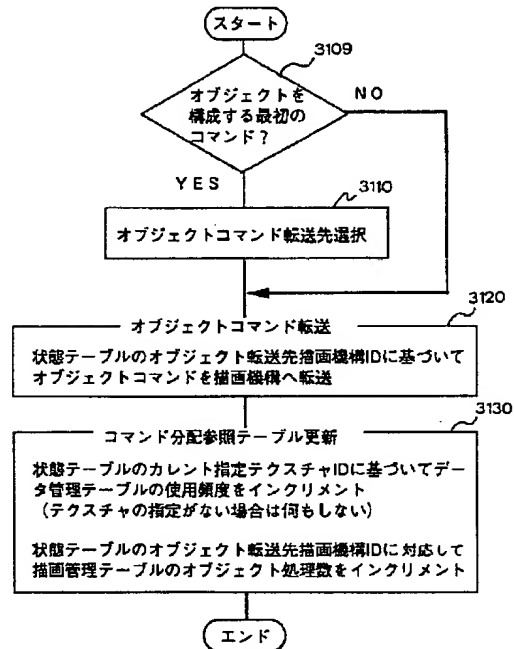 スタート
3109
オブジェクトを
構成する最初の
コマンド?
NO
YES
3110
オブジェクトコマンド転送先選択
3120
オブジェクトコマンド転送
状態テーブルのオブジェクト転送先描画機構IDに基づいて
オブジェクトコマンドを描画機構へ転送
3130
コマンド分配参照テーブル更新
状態テーブルのカレント指定テクスチャIDに基づいてデー
タ管理テーブルの使用頻度をインクリメント
(テクスチャの指定がない場合は何もしない)
状態テーブルのオブジェクト転送先描画機構IDに対応して
描画管理テーブルのオブジェクト処理数をインクリメント
エンド